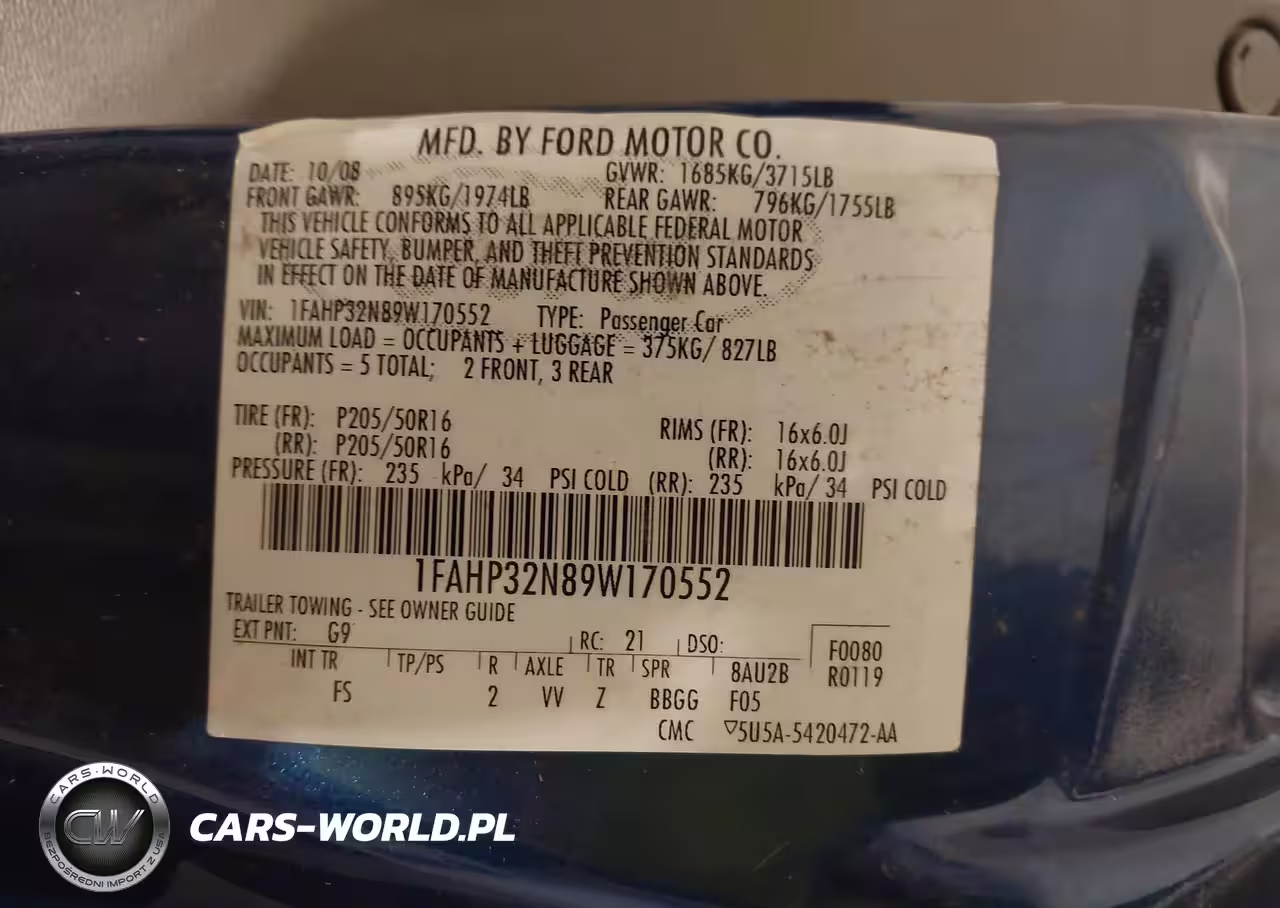 MFD. BY FORD MOTOR CO.
DATE: 10/08 GVWR: 1685KG/3715LB
FRONT GAWR: 895KG/1974LB REAR GAWR: 796KG/1755LB
THIS VEHICLE CONFORMS TO ALL APPLICABLE FEDERAL MOTOR
VEHICLE SAFETY, BUMPER, AND THEFT PREVENTION STANDARDS
IN EFFECT ON THE DATE OF MANUFACTURE SHOWN ABOVE.
VIN: 1FAHP32N89W170552 TYPE: Passenger Car
MAXIMUM LOAD = OCCUPANTS + LUGGAGE = 375KG/ 827LB
OCCUPANTS = 5 TOTAL; 2 FRONT, 3 REAR
TIRE (FR): P205/50R16 RIMS (FR): 16x6.0J
(RR): P205/50R16 (RR): 16x6.0J
PRESSURE (FR): 235 kPa/ 34 PSI COLD (RR): 235 kPa/ 34 PSI COLD
1FAHP32N89W170552
TRAILER TOWING - SEE OWNER GUIDE
EXT PNT: G9 RC: 21 DSO: F0080
INT TR TP/PS R AXLE TR SPR 8AU2B R0119
FS 2 VV Z BBGG F05
CMC ▽5U5A-5420472-AA
CARS-WORLD
CW
BEZPOŚREDNI IMPORT Z USA
CARS-WORLD.PL